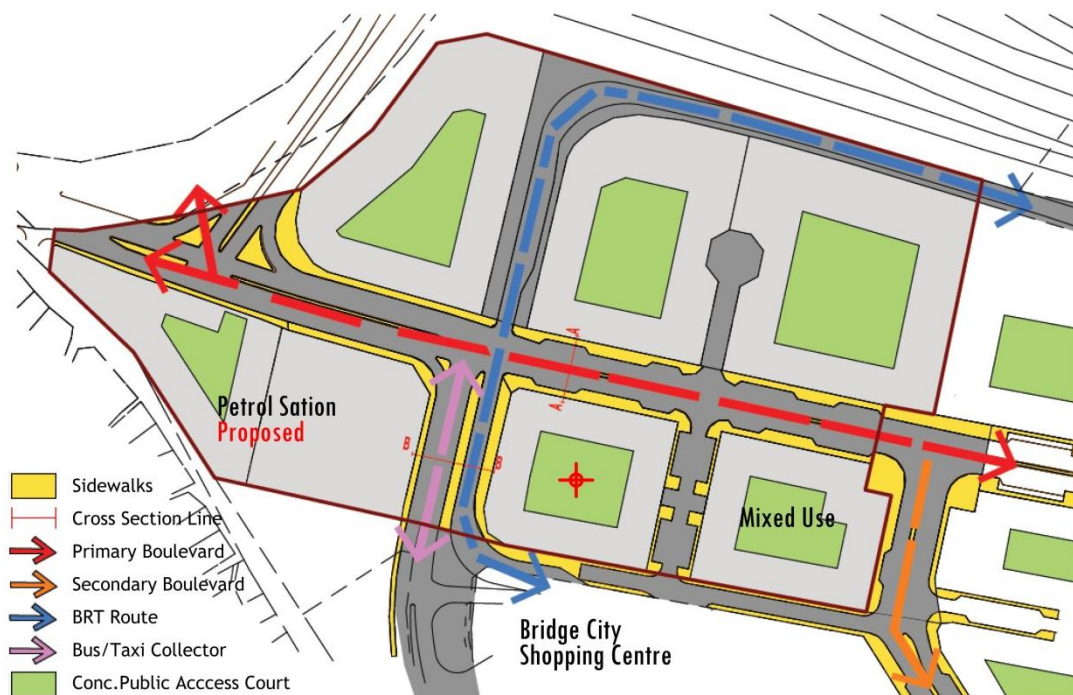 A
A
Petrol Sation
Proposed
B
B
Mixed Use
Bridge City
Shopping Centre
Sidewalks
Cross Section Line
Primary Boulevard
Secondary Boulevard
BRT Route
Bus/Taxi Collector
Conc.Public Acccess Court